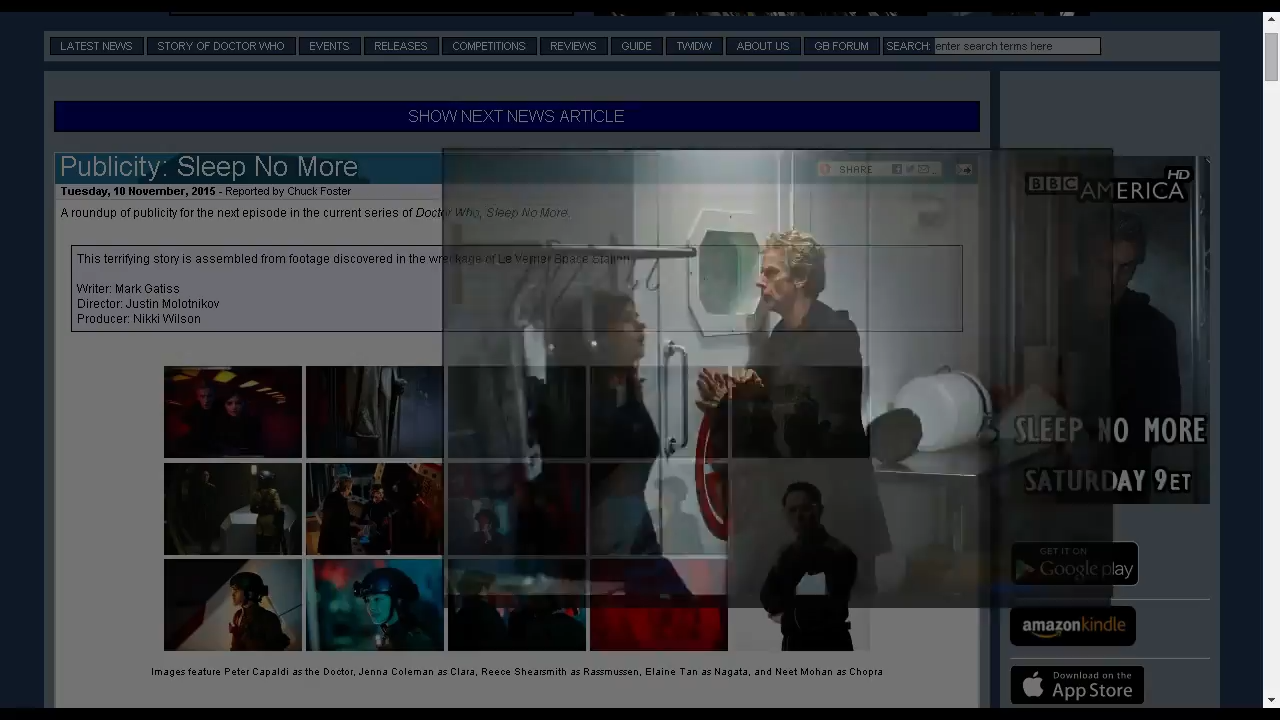 LATEST NEWS STORY OF DOCTOR WHO EVENTS RELEASES COMPETITIONS REVIEWS GUIDE TWIDW ABOUT US GB FORUM SEARCH: enter search terms here
SHOW NEXT NEWS ARTICLE
Publicity: Sleep No More
SHARE
Tuesday, 10 November, 2015 - Reported by Chuck Foster
A roundup of publicity for the next episode in the current series of Doctor Who, Sleep No More.
This terrifying story is assembled from footage discovered in the wreckage of Le Verrier Space Station.
Writer: Mark Gatiss
Director: Justin Molotnikov
Producer: Nikki Wilson
Images feature Peter Capaldi as the Doctor, Jenna Coleman as Clara, Reece Shearsmith as Rasmussen, Elaine Tan as Nagata, and Neet Mohan as Chopra
HD
BBC AMERICA
SLEEP NO MORE
SATURDAY 9ET
GET IT ON
Google play
amazonkindle
Download on the
App Store